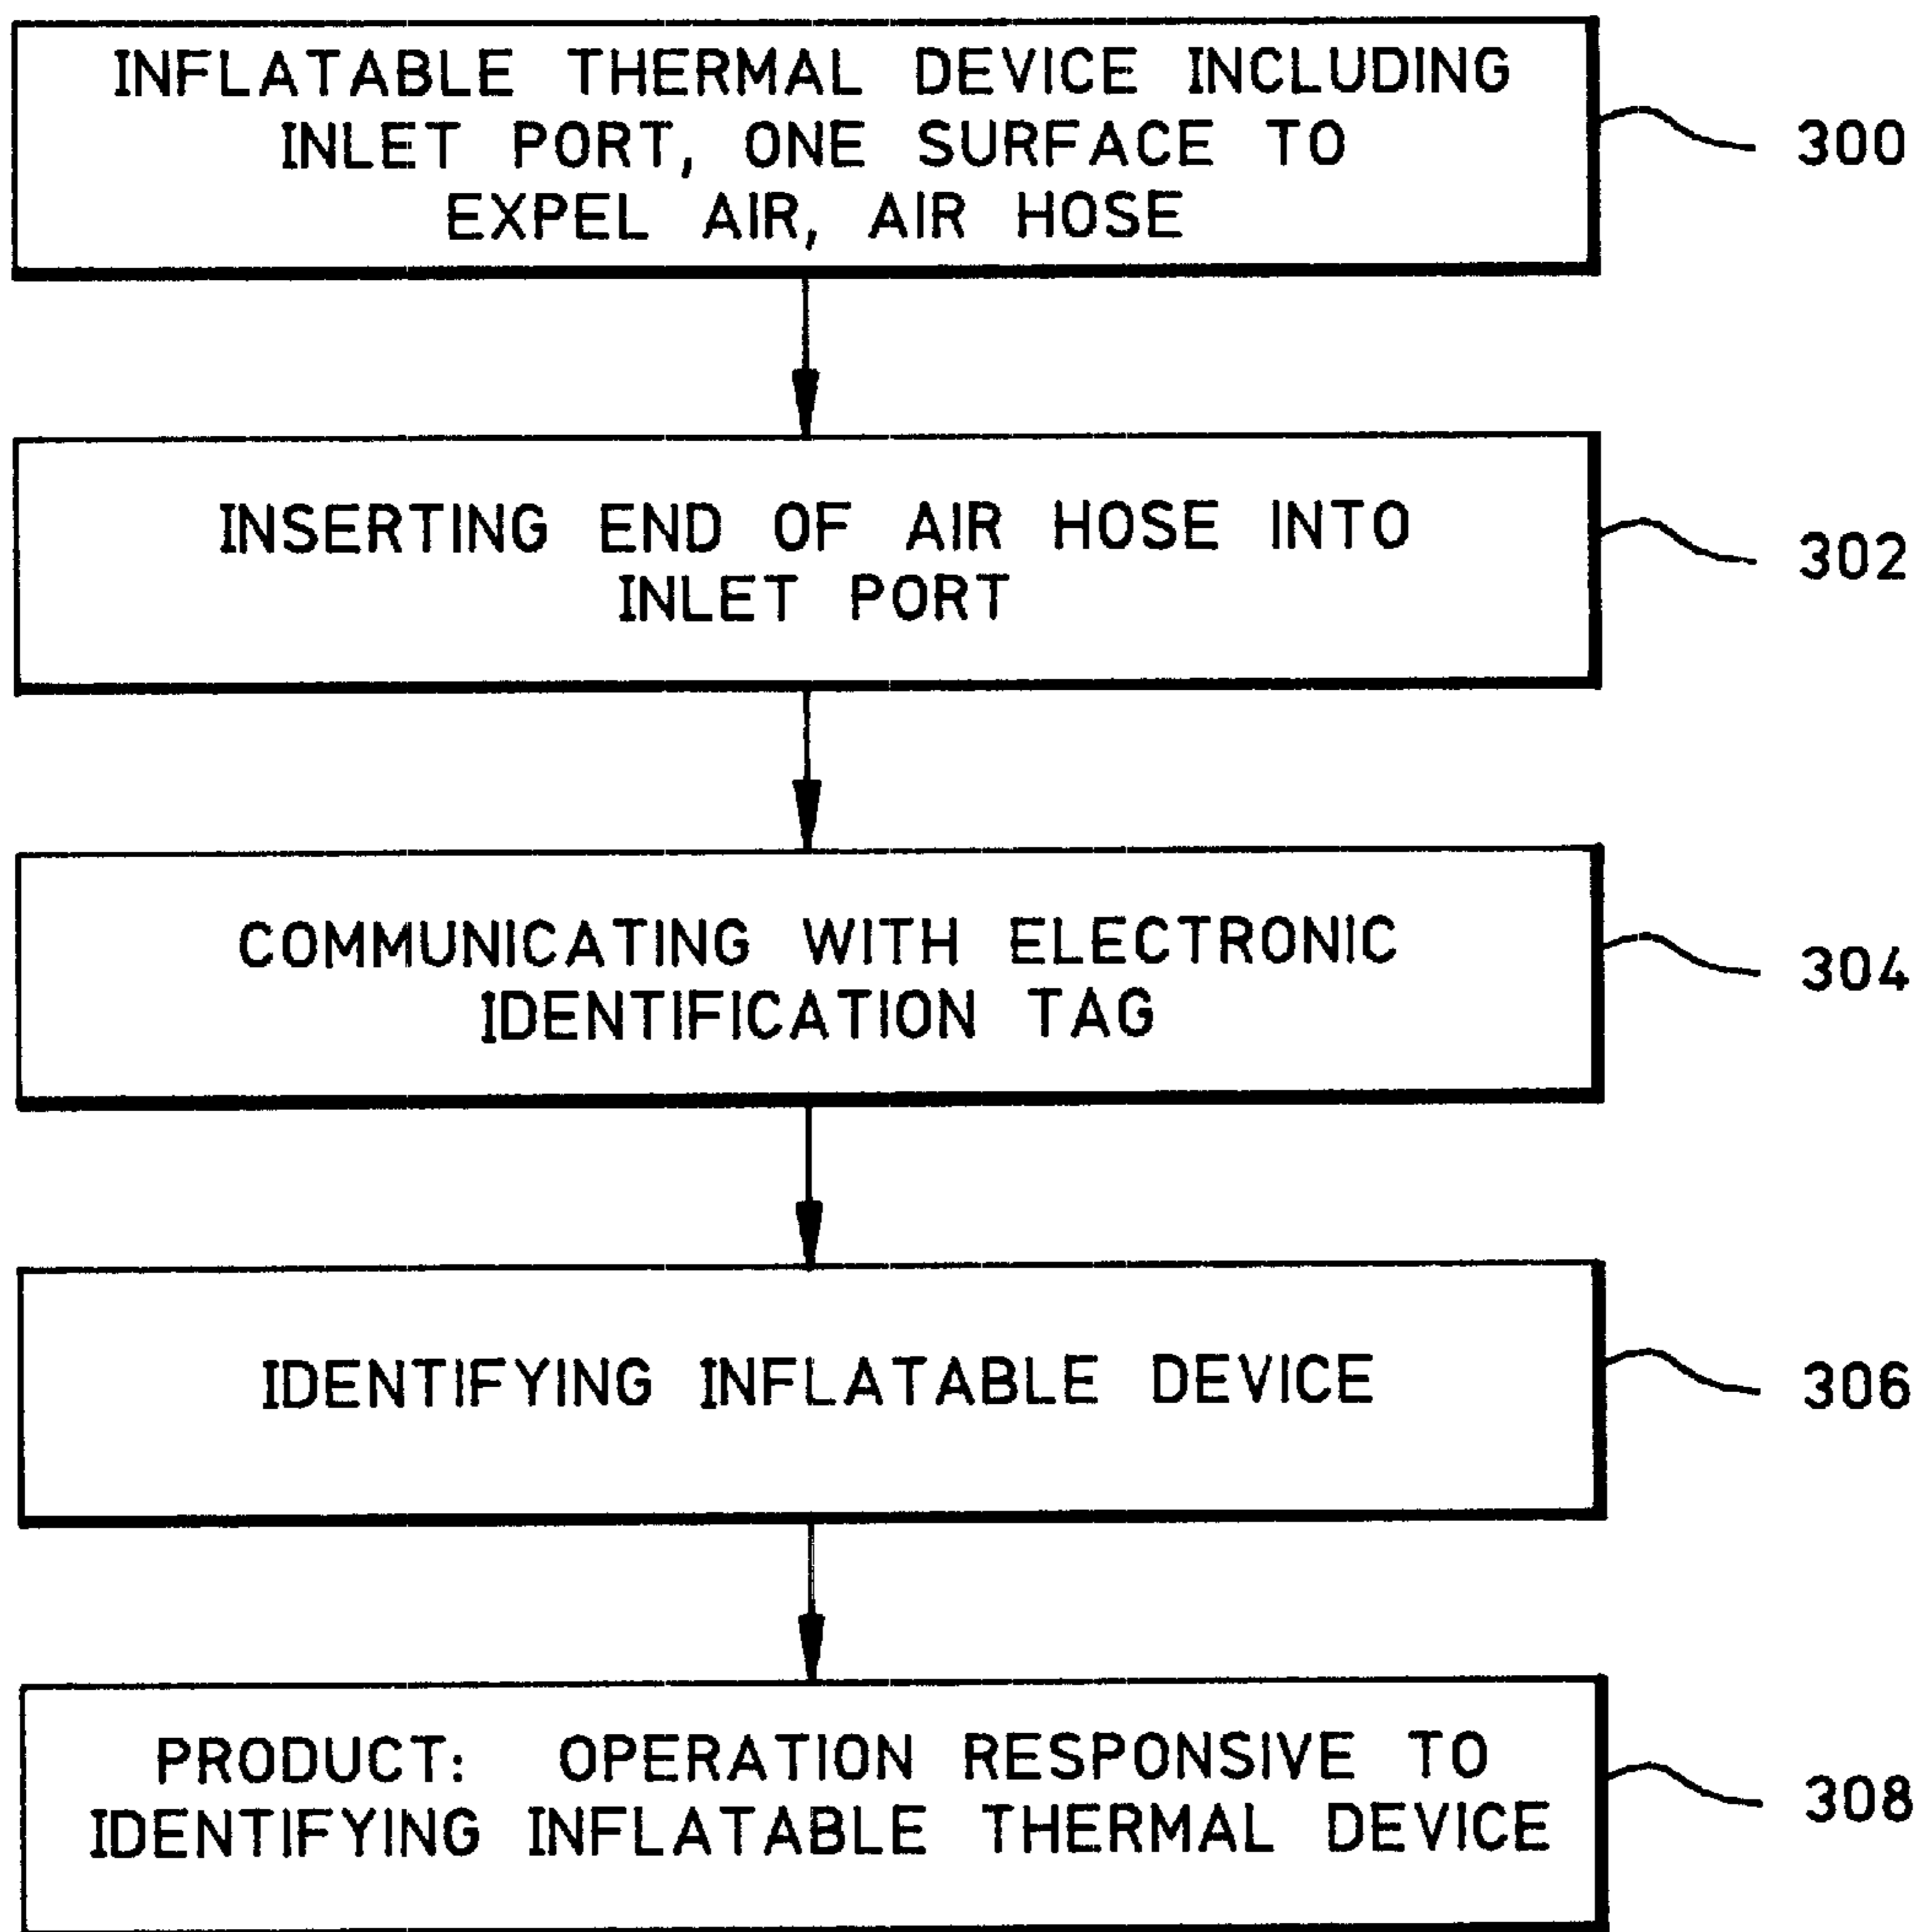 INFLATABLE THERMAL DEVICE INCLUDING
INLET PORT, ONE SURFACE TO
EXPEL AIR, AIR HOSE
300
INSERTING END OF AIR HOSE INTO
INLET PORT
302
COMMUNICATING WITH ELECTRONIC
IDENTIFICATION TAG
304
IDENTIFYING INFLATABLE DEVICE
306
PRODUCT: OPERATION RESPONSIVE TO
IDENTIFYING INFLATABLE THERMAL DEVICE
308